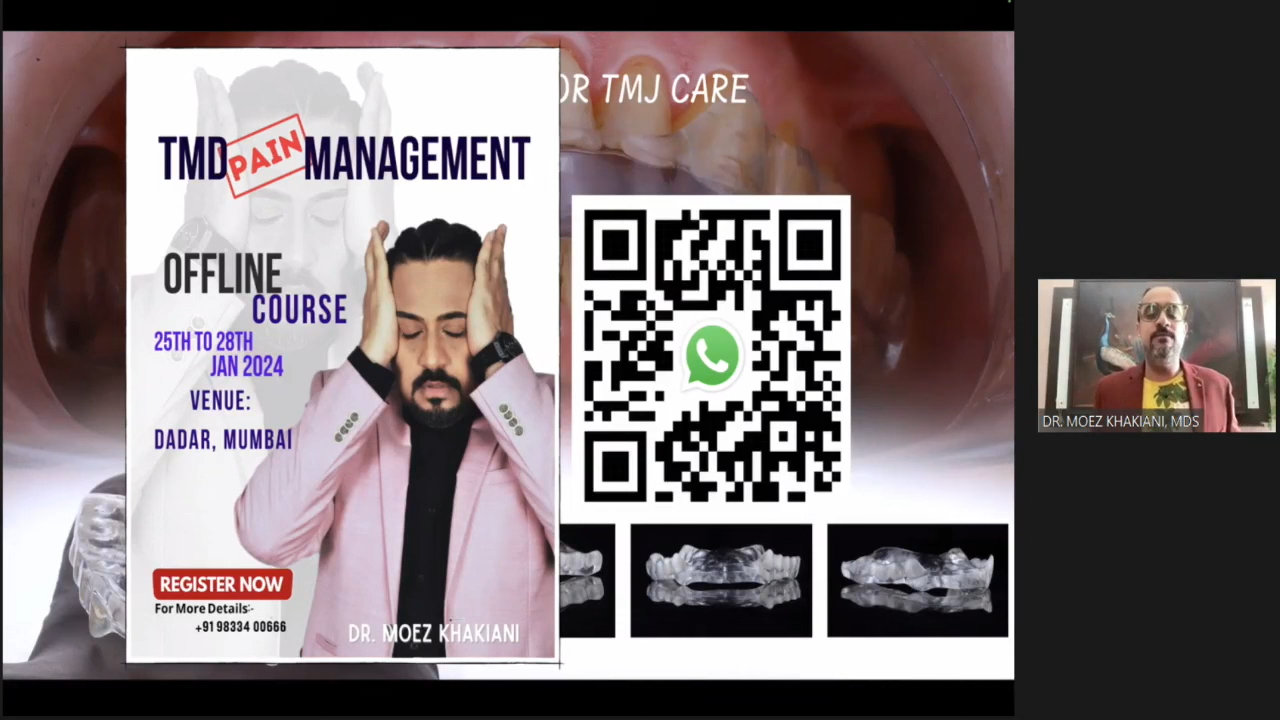 OR TMJ CARE
TMD PAIN MANAGEMENT
OFFLINE
COURSE
25TH TO 28TH
JAN 2024
VENUE:
DADAR, MUMBAI
REGISTER NOW
For More Details:-
+91 98334 00666
DR. MOEZ KHAKIANI
DR. MOEZ KHAKIANI, MDS